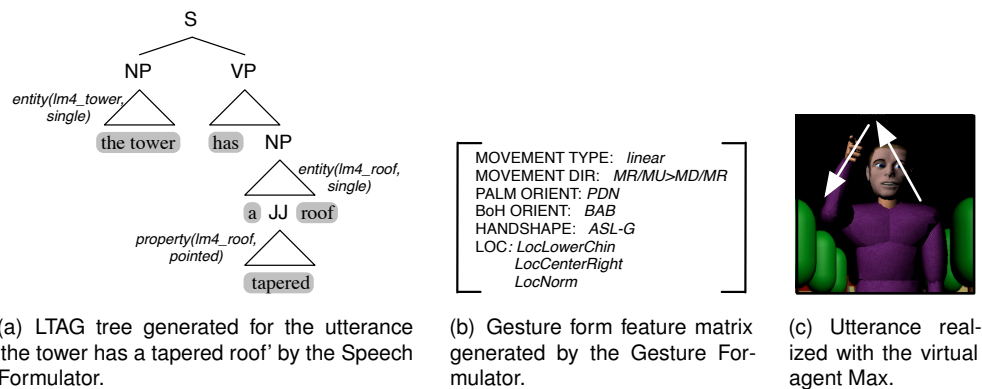 S
NP VP
entity(lm4_tower,
single)
the tower has NP
entity(lm4_roof,
single)
a JJ roof
property(lm4_roof,
pointed)
tapered
(a) LTAG tree generated for the utterance
'the tower has a tapered roof' by the Speech
Formulator.
MOVEMENT TYPE: linear
MOVEMENT DIR: MR/MU>MD/MR
PALM ORIENT: PDN
BoH ORIENT: BAB
HANDSHAPE: ASL-G
LOC: LocLowerChin
LocCenterRight
LocNorm
(b) Gesture form feature matrix
generated by the Gesture For-
mulator.
(c) Utterance real-
ized with the virtual
agent Max.